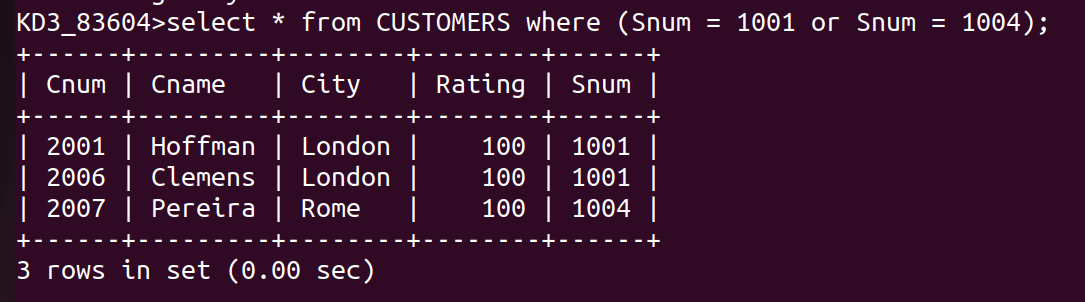 KD3_83604>select * from CUSTOMERS where (Snum = 1001 or Snum = 1004);
+------+---------+--------+--------+------+
| Cnum | Cname   | City   | Rating | Snum |
+------+---------+--------+--------+------+
| 2001 | Hoffman | London |    100 | 1001 |
| 2006 | Clemens | London |    100 | 1001 |
| 2007 | Pereira | Rome   |    100 | 1004 |
+------+---------+--------+--------+------+
3 rows in set (0.00 sec)